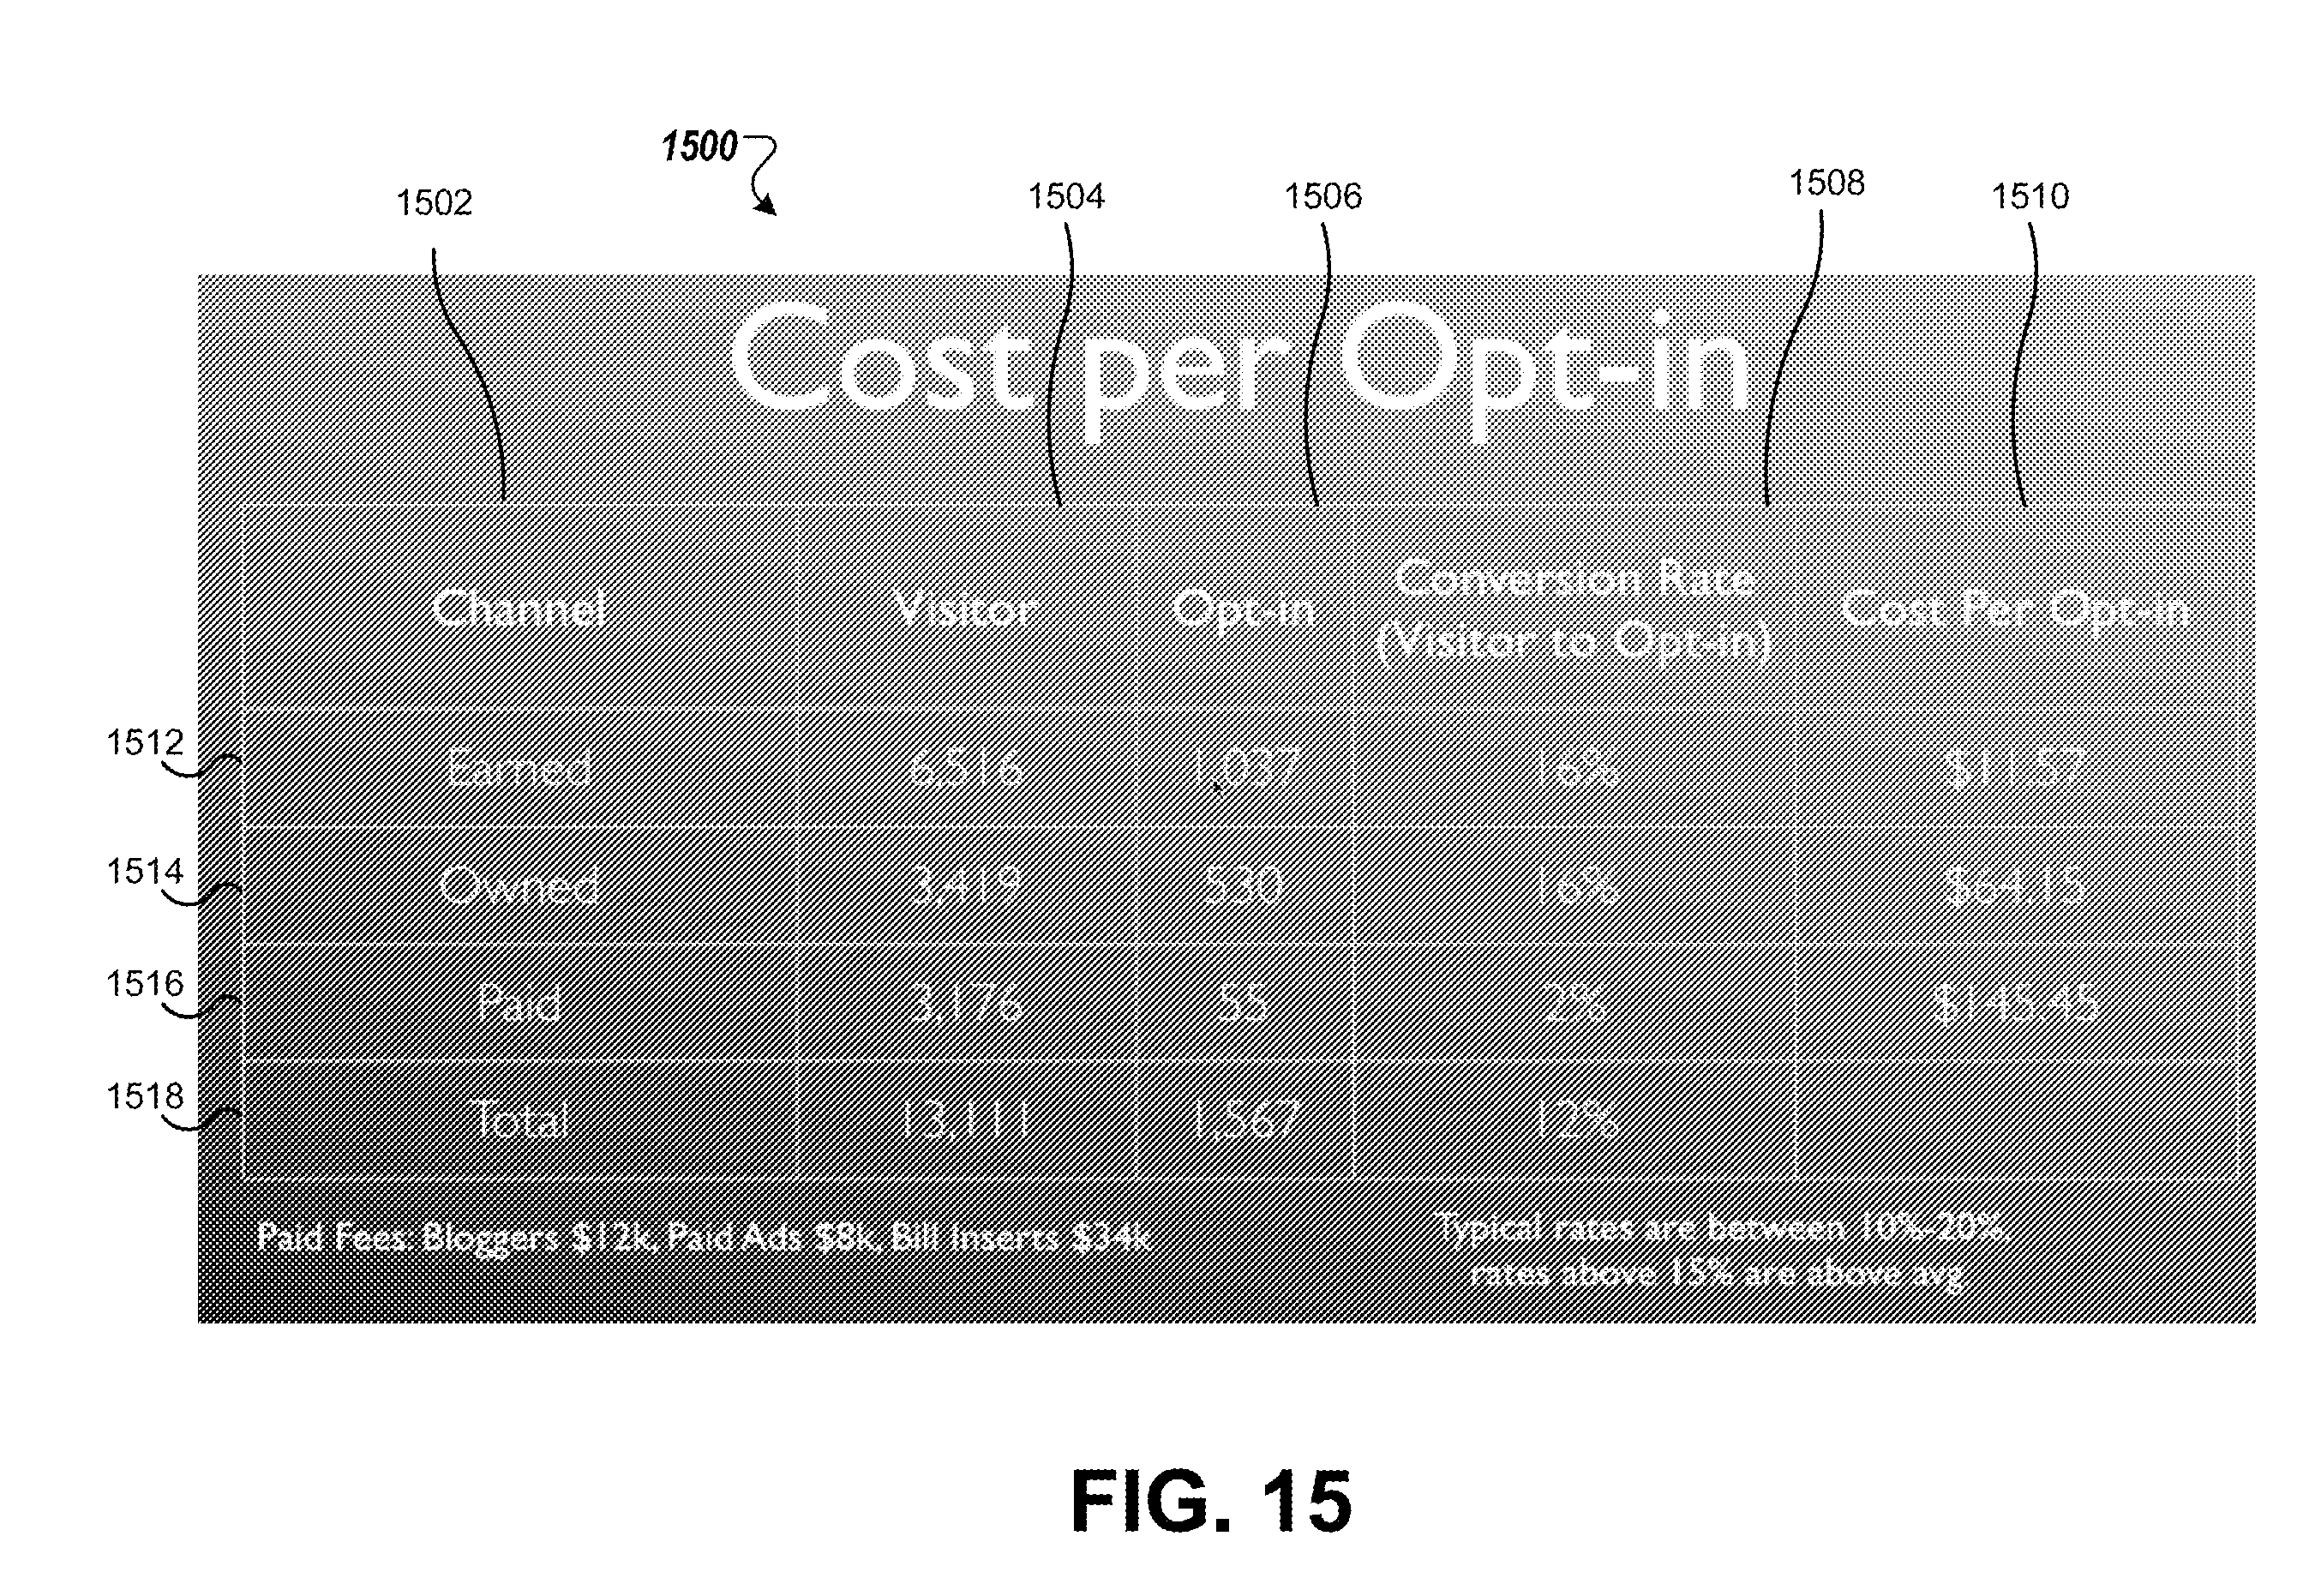 1500
1502 1504 1506 1508 1510
Cost per Opt-in
Channel Visitor Opt-in Conversion Rate (Visitor to Opt-in) Cost Per Opt-in
1512 Earned 6,516 1,037 16% $11.57
1514 Owned 3,419 530 16% $64.15
1516 Paid 3,176 55 2% $145.45
1518 Total 13,111 1,567 12%
Paid Fees: Bloggers $12k, Paid Ads $8k, Bill Inserts $34k
Typical rates are between 10%-20%,
rates above 15% are above avg
FIG. 15